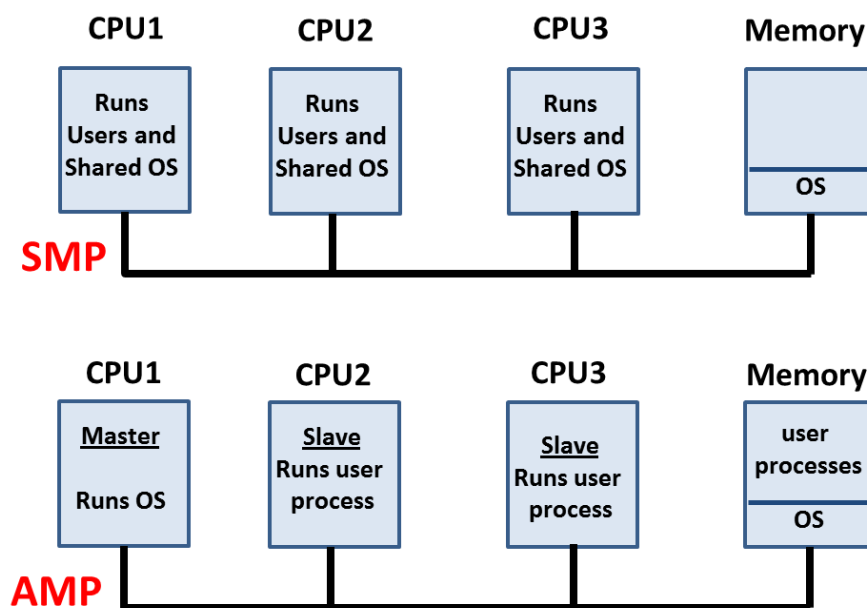 CPU1
CPU2
CPU3
Memory
Runs
Users and
Shared OS
Runs
Users and
Shared OS
Runs
Users and
Shared OS
OS
SMP
CPU1
CPU2
CPU3
Memory
Master
Runs OS
Slave
Runs user
process
Slave
Runs user
process
user
processes
OS
AMP